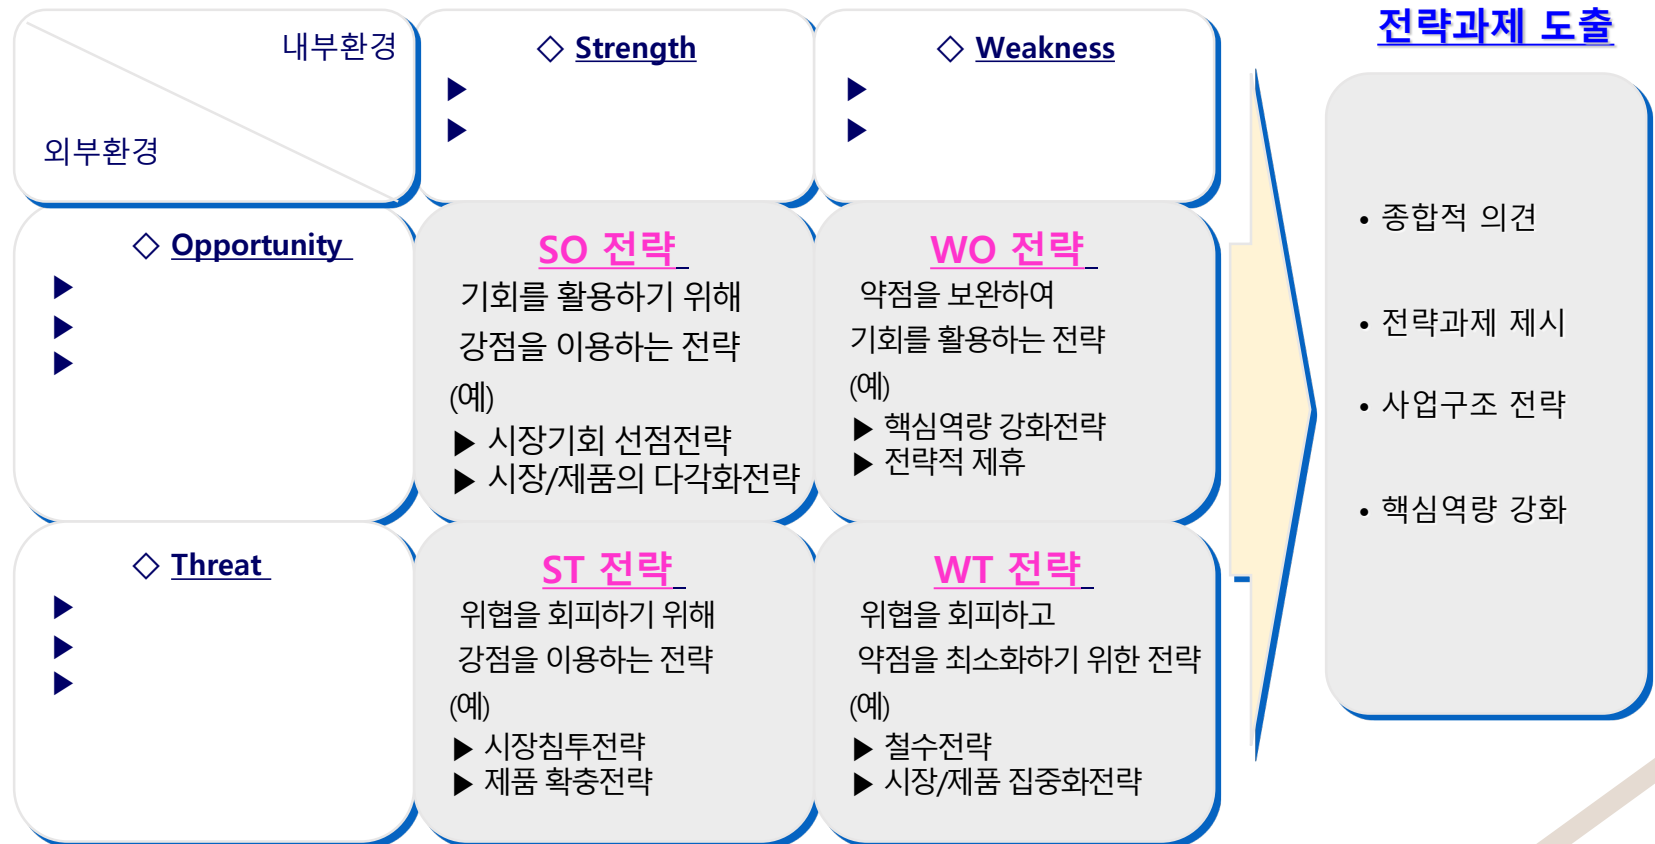 내부환경
외부환경
◇ Strength
▶
▶
◇ Weakness
▶
▶
◇ Opportunity
▶
▶
▶
SO 전략
기회를 활용하기 위해
강점을 이용하는 전략
(예)
▶ 시장기회 선점전략
▶ 시장/제품의 다각화전략
WO 전략
약점을 보완하여
기회를 활용하는 전략
(예)
▶ 핵심역량 강화전략
▶ 전략적 제휴
◇ Threat
▶
▶
▶
ST 전략
위협을 회피하기 위해
강점을 이용하는 전략
(예)
▶ 시장침투전략
▶ 제품 확충전략
WT 전략
위협을 회피하고
약점을 최소화하기 위한 전략
(예)
▶ 철수전략
▶ 시장/제품 집중화전략
전략과제 도출
• 종합적 의견
• 전략과제 제시
• 사업구조 전략
• 핵심역량 강화